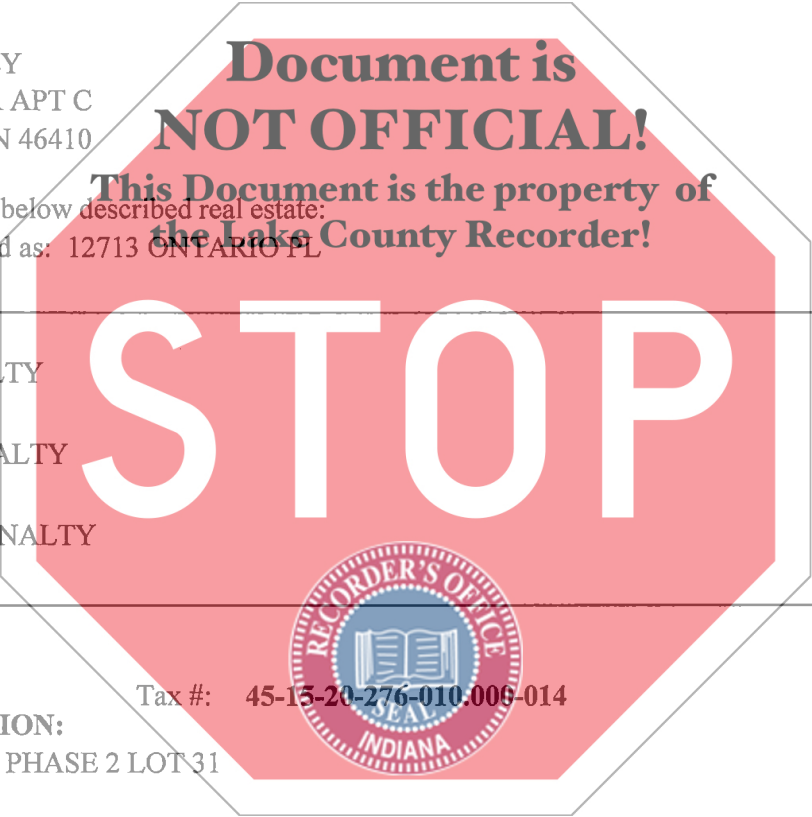 Document is
Y
APT C
NOT OFFICIAL!
N 46410
This Document is the property of
below described real estate:
the Lake County Recorder!
d as: 12713 ONTARIO PL
STOP
LTY
ALTY
NALTY
RECORDER'S OFFICE
SEAL
INDIANA
Tax #: 45-15-20-276-010.000-014
ION:
PHASE 2 LOT 31